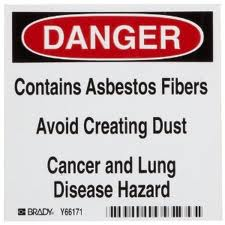 DANGER
Contains Asbestos Fibers
Avoid Creating Dust
Cancer and Lung
Disease Hazard
BRADY Y66171